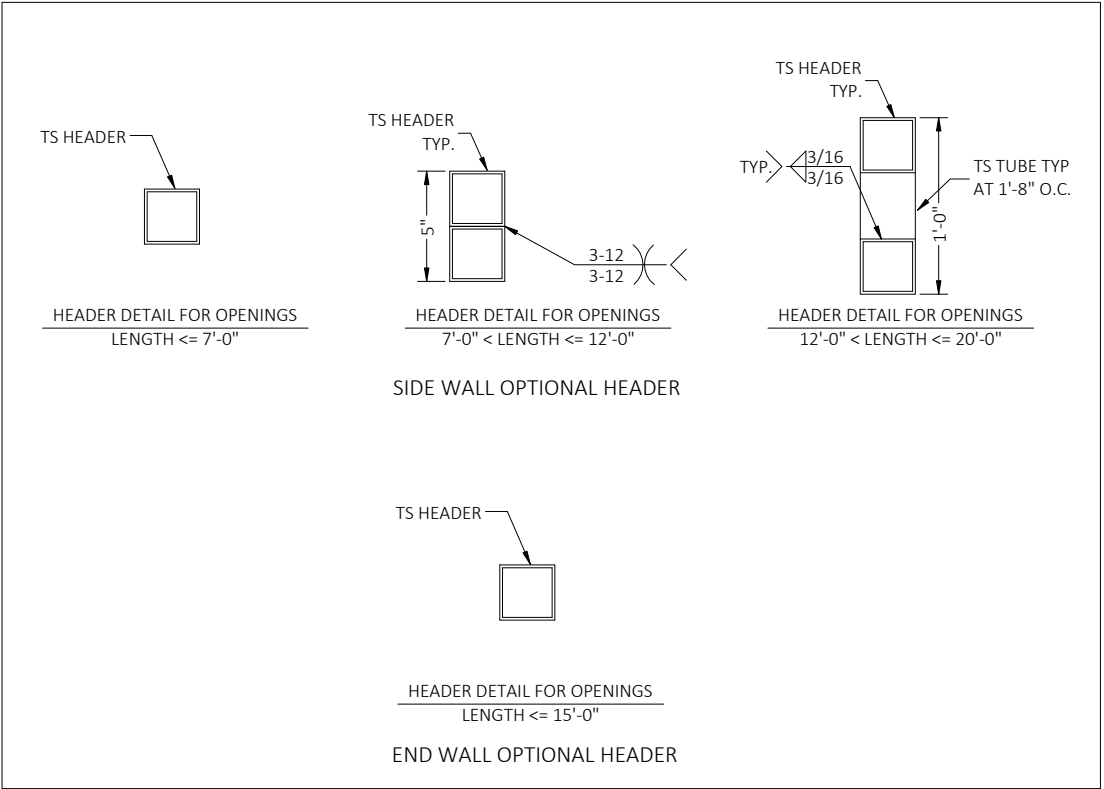 TS HEADER
HEADER DETAIL FOR OPENINGS
LENGTH <= 7'-0"
TS HEADER
TYP.
5"
3-12
3-12
HEADER DETAIL FOR OPENINGS
7'-0" < LENGTH <= 12'-0"
TS HEADER
TYP.
TYP.
3/16
3/16
TS TUBE TYP
AT 1'-8" O.C.
1'-0"
HEADER DETAIL FOR OPENINGS
12'-0" < LENGTH <= 20'-0"
SIDE WALL OPTIONAL HEADER
TS HEADER
HEADER DETAIL FOR OPENINGS
LENGTH <= 15'-0"
END WALL OPTIONAL HEADER